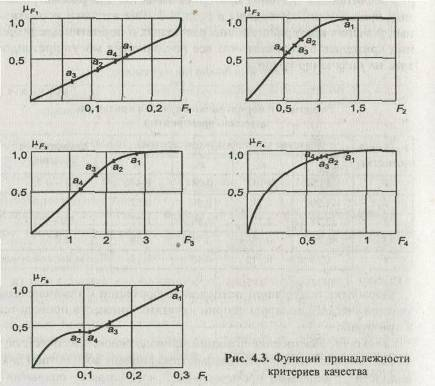 μF₁
1,0
0,5
a₃
a₂
a₄
a₁
0,1
0,2
F₁
μF₂
1,0
0,5
a₄
a₃
a₂
a₁
0,5
1,0
1,5
F₂
μF₃
1,0
0,5
a₄
a₃
a₂
a₁
1
2
3
F₃
μF₄
1,0
0,5
a₄
a₃
a₂
a₁
0,5
1
F₄
μF₅
1,0
0,5
a₂
a₄
a₃
a₁
0,1
0,2
0,3
F₁
Рис. 4.3. Функции принадлежности
критериев качества